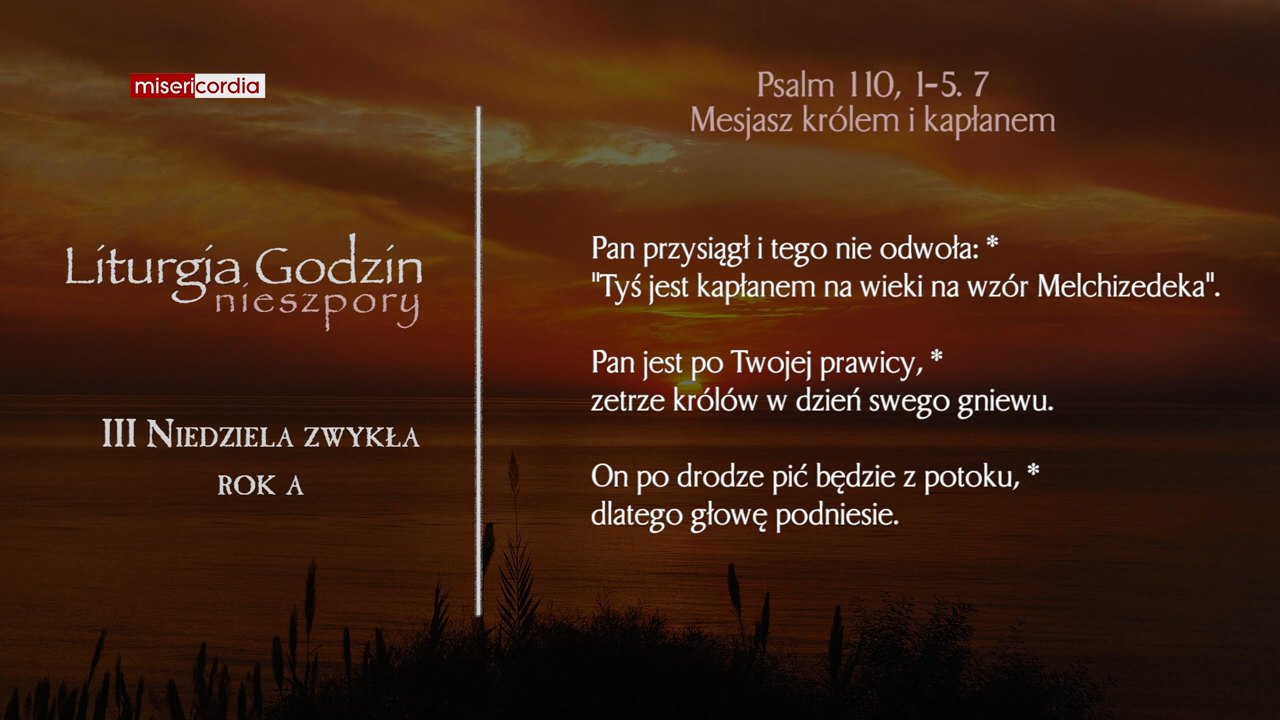 misericordia
Liturgia Godzin
nieszpory
III Niedziela zwykła
rok A
Psalm 110, 1-5. 7
Mesjasz królem i kapłanem
Pan przysiągł i tego nie odwoła: *
"Tyś jest kapłanem na wieki na wzór Melchizedeka".
Pan jest po Twojej prawicy, *
zetrze królów w dzień swego gniewu.
On po drodze pić będzie z potoku, *
dlatego głowę podniesie.